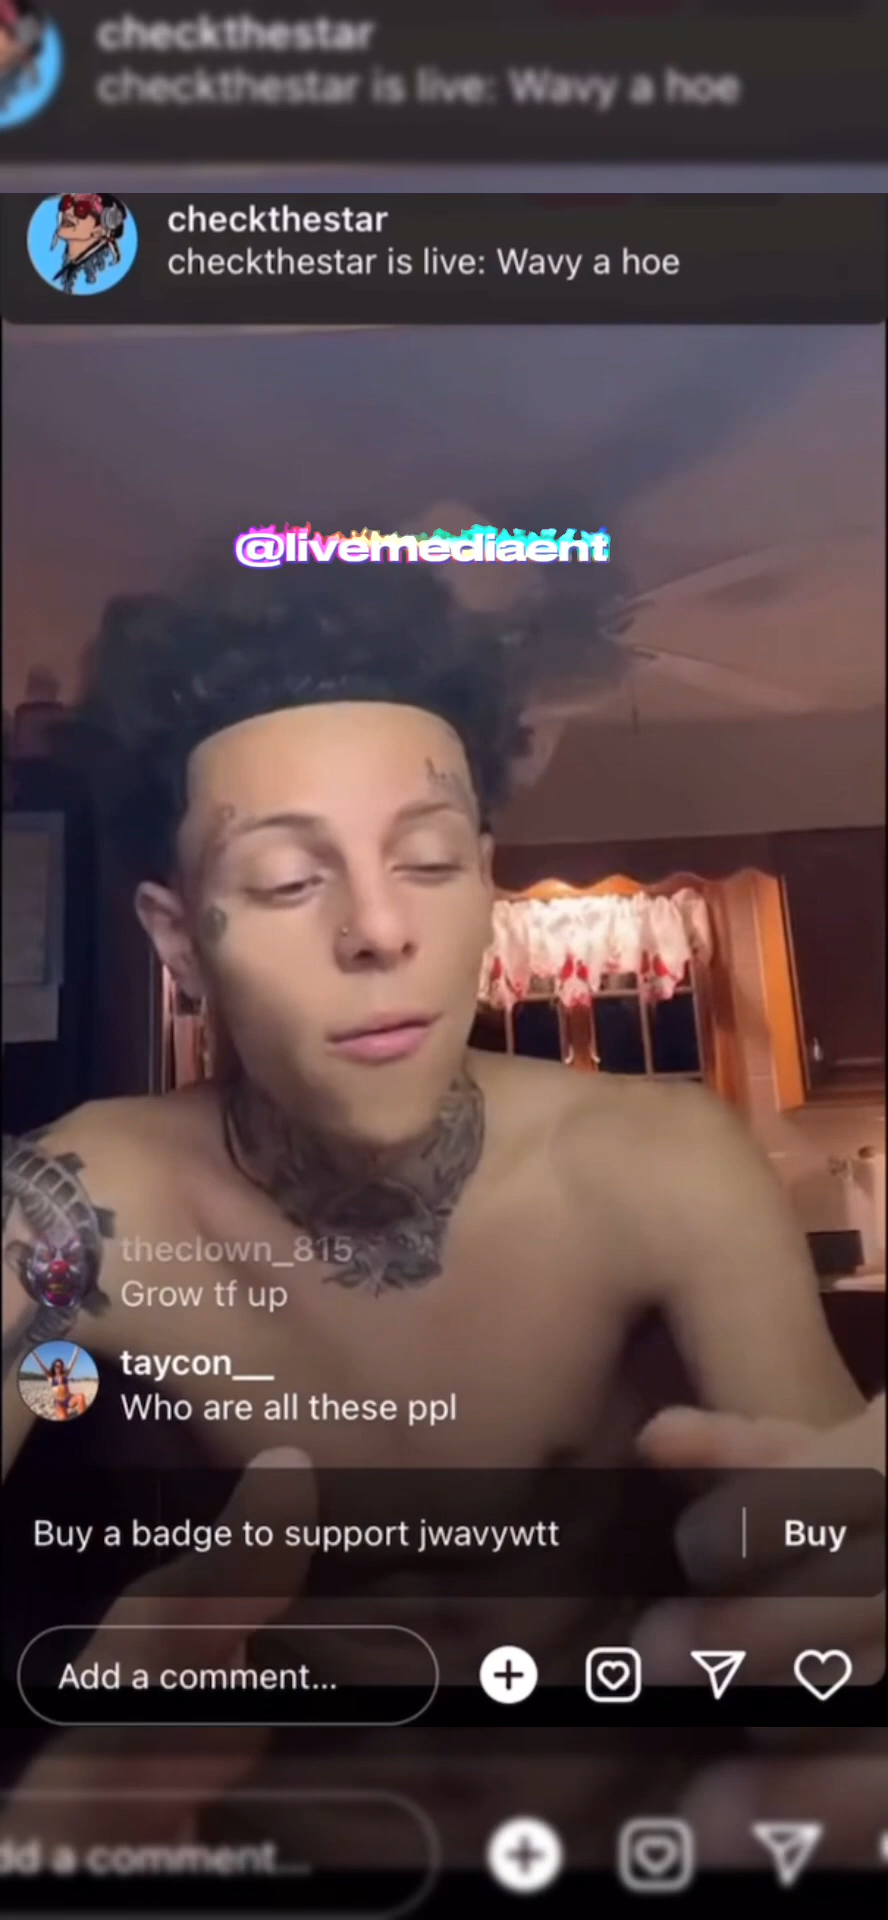 checkthestar
checkthestar is live: Wavy a hoe
checkthestar
checkthestar is live: Wavy a hoe
@livemediaent
theclown_815
Grow tf up
taycon__
Who are all these ppl
Buy a badge to support jwavywtt
Buy
Add a comment...
dd a comment...